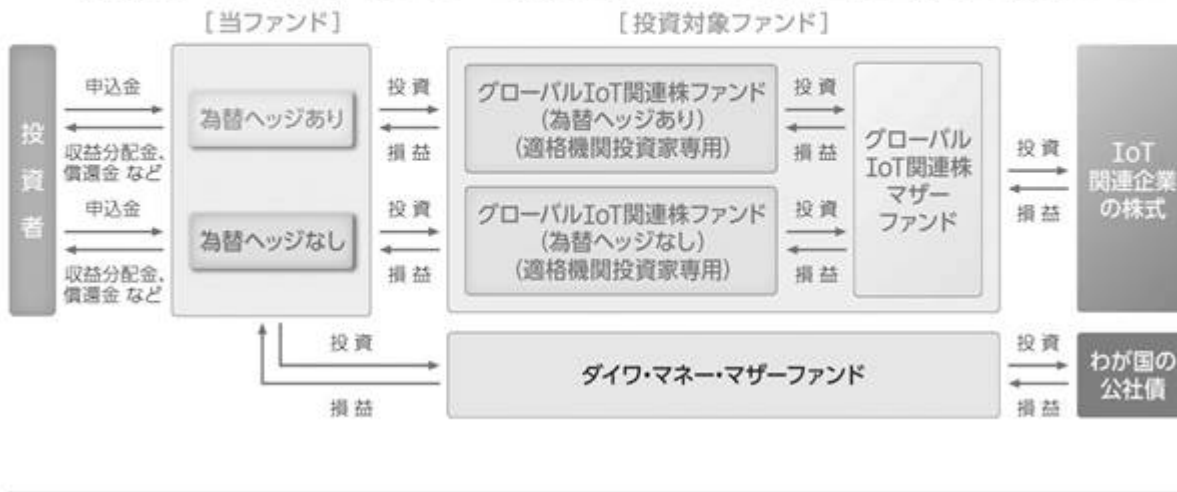 [当ファンド]
[投資対象ファンド]
投資者
申込金
収益分配金、
償還金 など
申込金
収益分配金、
償還金 など
為替ヘッジあり
為替ヘッジなし
投資
損益
投資
損益
グローバルIoT関連株ファンド
(為替ヘッジあり)
(適格機関投資家専用)
グローバルIoT関連株ファンド
(為替ヘッジなし)
(適格機関投資家専用)
投資
損益
投資
損益
グローバル
IoT関連株
マザー
ファンド
投資
損益
IoT
関連企業
の株式
投資
損益
ダイワ・マネー・マザーファンド
投資
損益
わが国の
公社債